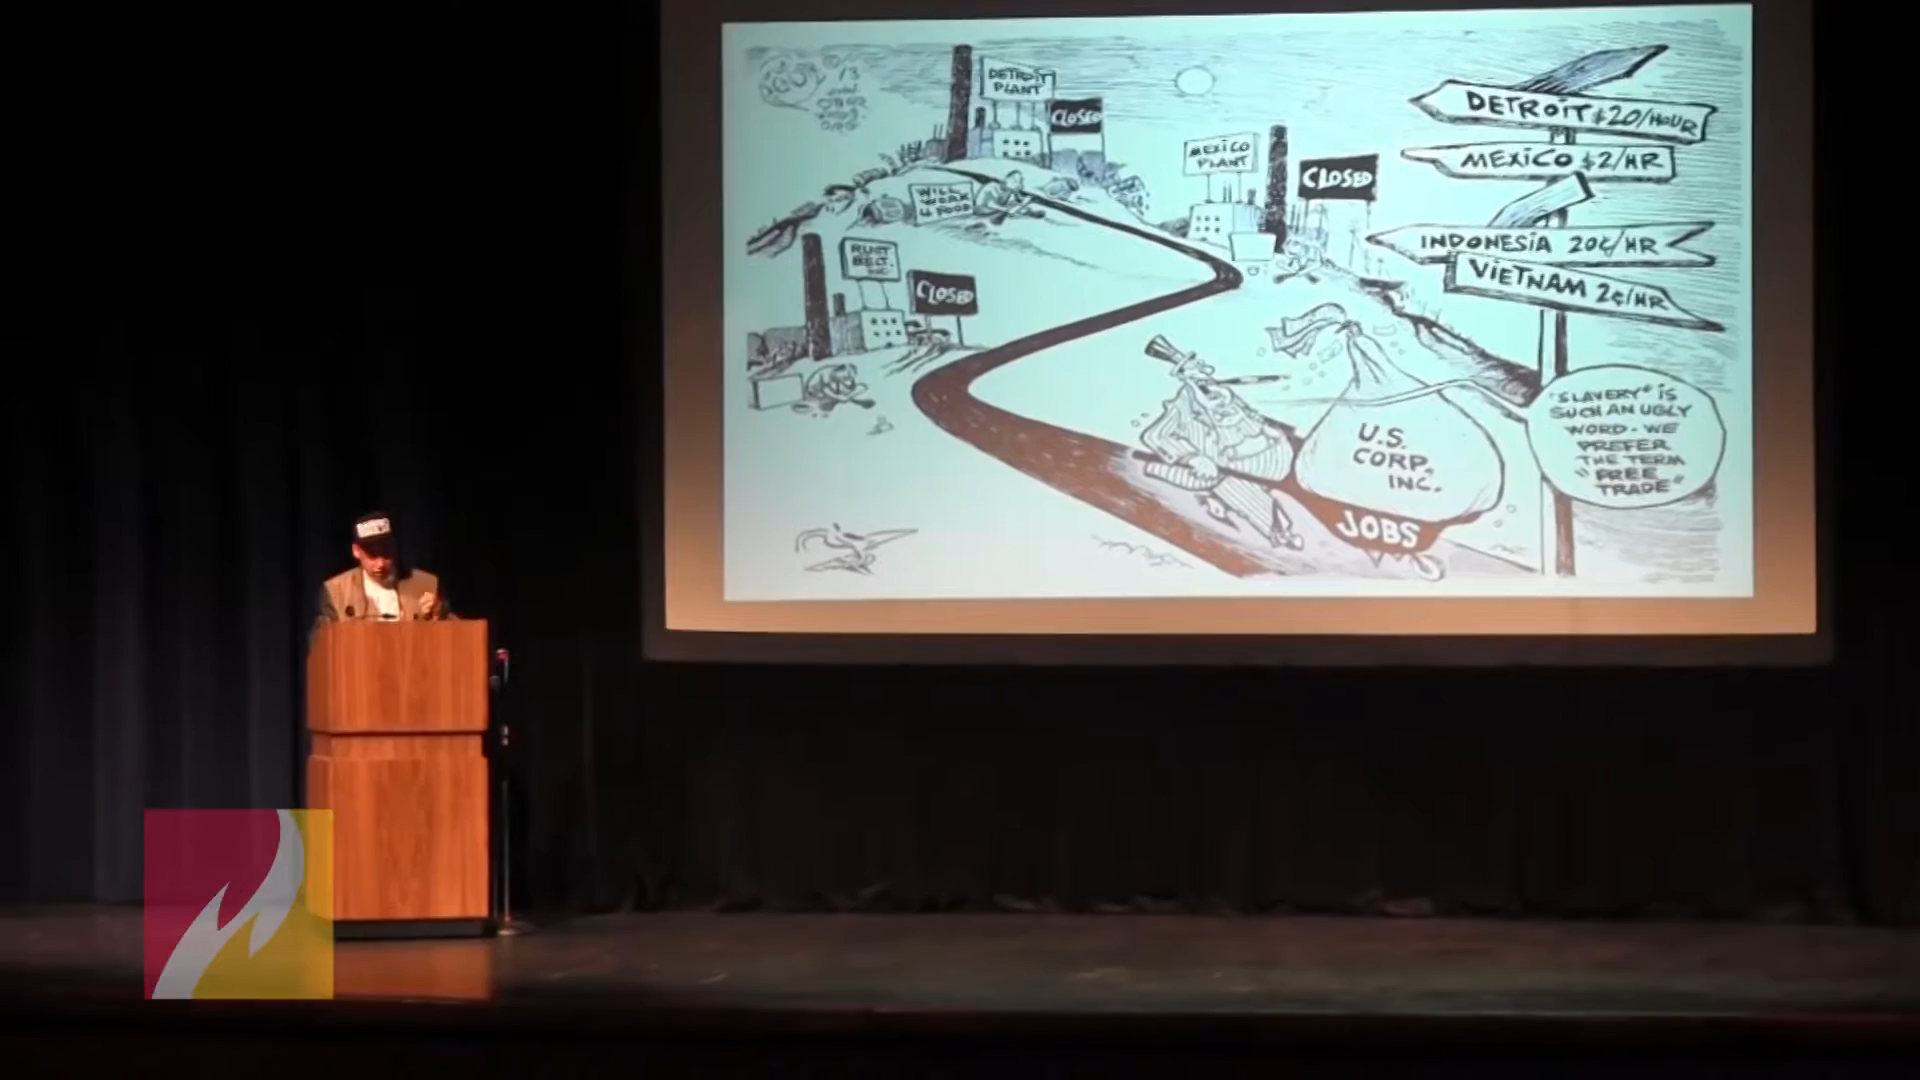 DETROIT
PLANT
CLOSED
WILL
WORK
4 FOOD
MEXICO
PLANT
CLOSED
RUST
BELT.
INC.
CLOSED
DETROIT $20/HOUR
MEXICO $2/HR
INDONESIA 20¢/HR
VIETNAM 2¢/HR
"SLAVERY" IS
SUCH AN UGLY
WORD - WE
PREFER
THE TERM
"FREE
TRADE"
U.S.
CORP.
INC.
JOBS